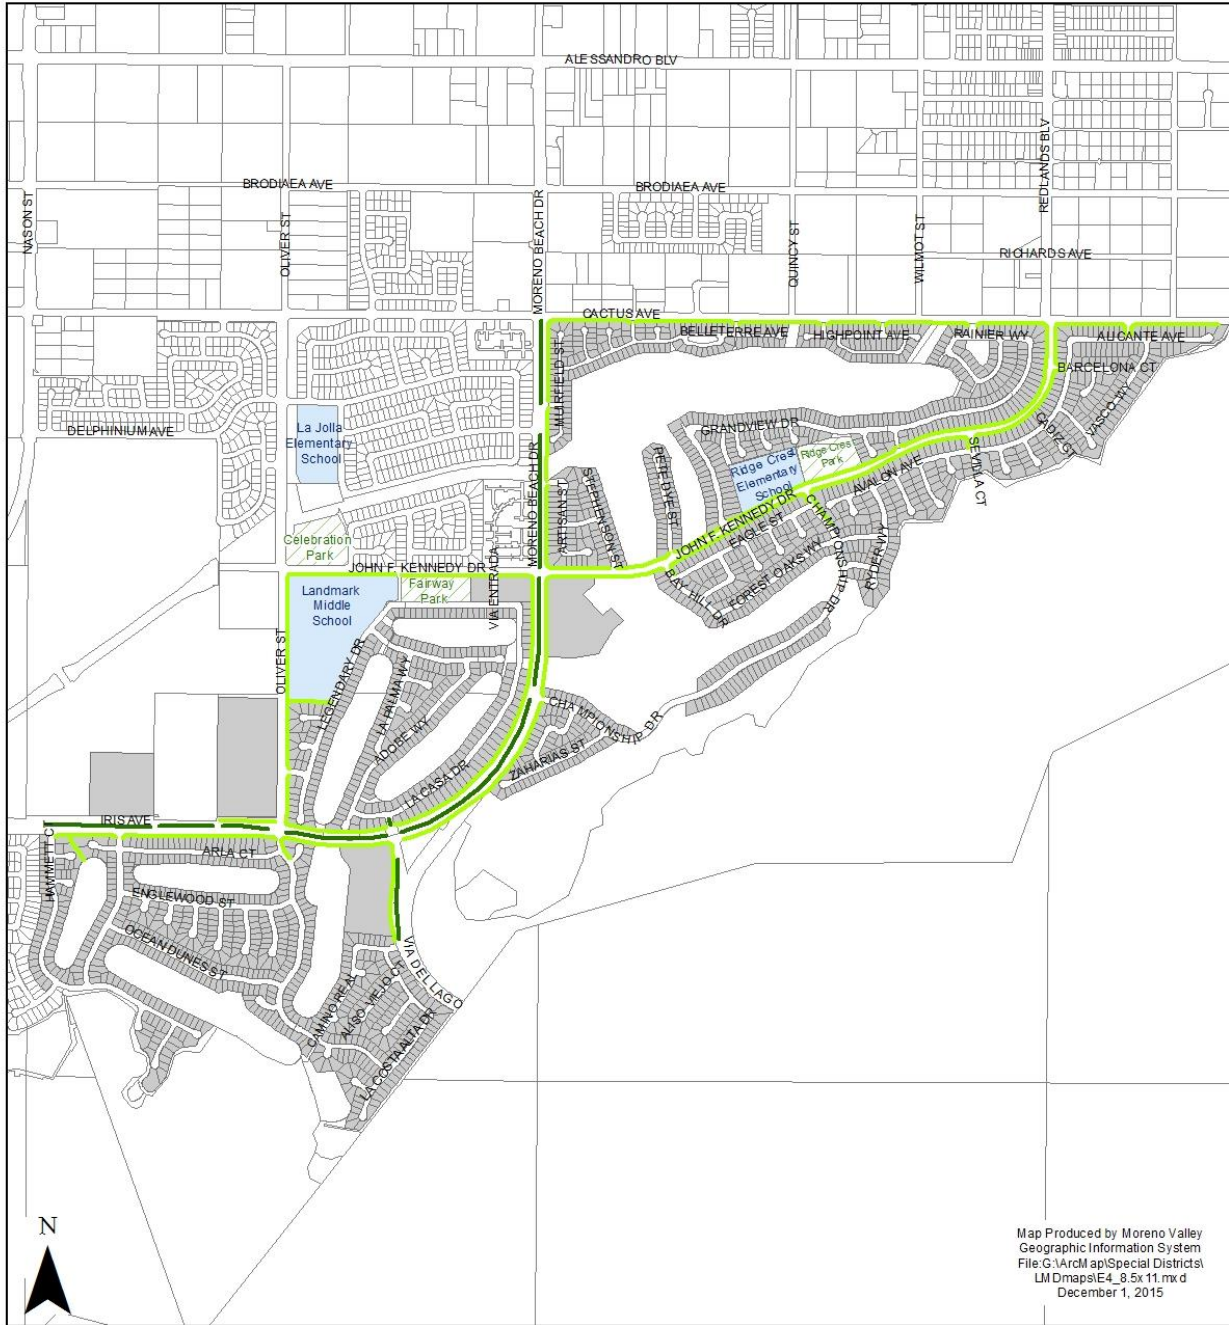 ALESSANDRO BLV
BRODIAEA AVE
BRODIAEA AVE
NASON ST
OLIVER ST
MORENO BEACH DR
QUINCY ST
WILMOT ST
REDLANDS BLV
RICHARDS AVE
CACTUS AVE
BELLETERRE AVE
HIGHPOINT AVE
RAINIER WY
ALICANTE AVE
MUIRFIELD ST
BARCELONA CT
VASCO WY
CADIZ CT
DELPHINIUM AVE
La Jolla
Elementary
School
GRANDVIEW DR
Ridge Crest
Park
SEVILLA CT
Ridge Crest
Elementary
School
AVALON AVE
MORENO BEACH DR
ARTISAN ST
STEPHENSON ST
PETE DYE ST
JOHN F. KENNEDY DR
EAGLE ST
CHAMPIONSHIP DR
FOREST OAKS WY
RYDER WY
BAY HILL DR
Celebration
Park
JOHN F. KENNEDY DR
VIA ENTRADA
Fairway
Park
Landmark
Middle
School
OLIVER ST
LEGENDARY DR
LA PALMA WY
ADOBE WY
LA CASA DR
CHAMPIONSHIP DR
ZAHARIAS ST
IRIS AVE
HAMMETT CT
ARLA CT
ENGLEWOOD ST
OCEAN DUNES ST
CAMINO REAL
ALISO VIEJO CT
VIA DEL LAGO
LA COSTA ALTA DR
N
Map Produced by Moreno Valley
Geographic Information System
File:G:\ArcMap\Special Districts\
LMDmaps\E4_8.5x11.mxd
December 1, 2015